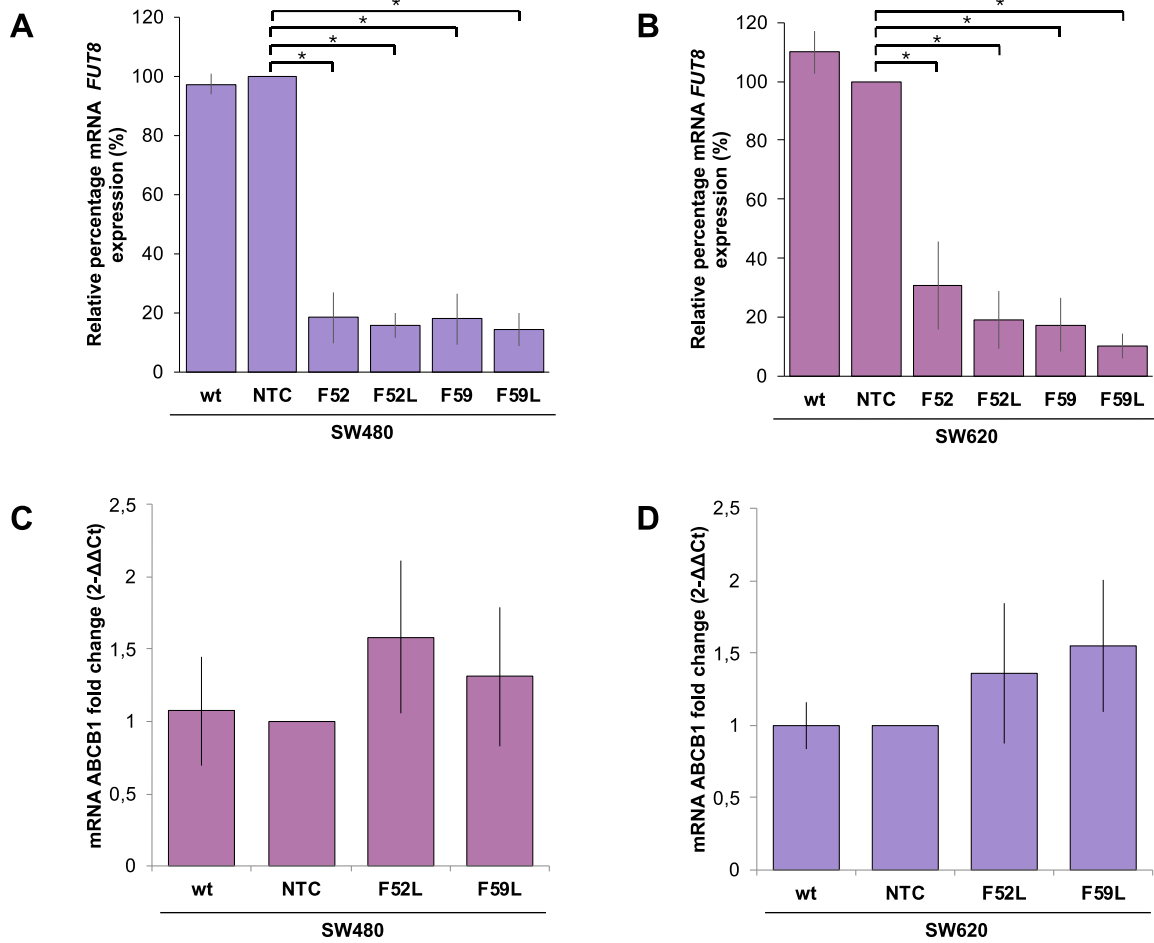 A
Relative percentage mRNA FUT8
expression (%)
120
100
80
60
40
20
0
*
*
*
*
wt NTC F52 F52L F59 F59L
SW480
B
Relative percentage mRNA FUT8
expression (%)
120
100
80
60
40
20
0
*
*
*
*
wt NTC F52 F52L F59 F59L
SW620
C
mRNA ABCB1 fold change (2-ΔΔCt)
2,5
2
1,5
1
0,5
0
wt NTC F52L F59L
SW480
D
mRNA ABCB1 fold change (2-ΔΔCt)
2,5
2
1,5
1
0,5
0
wt NTC F52L F59L
SW620